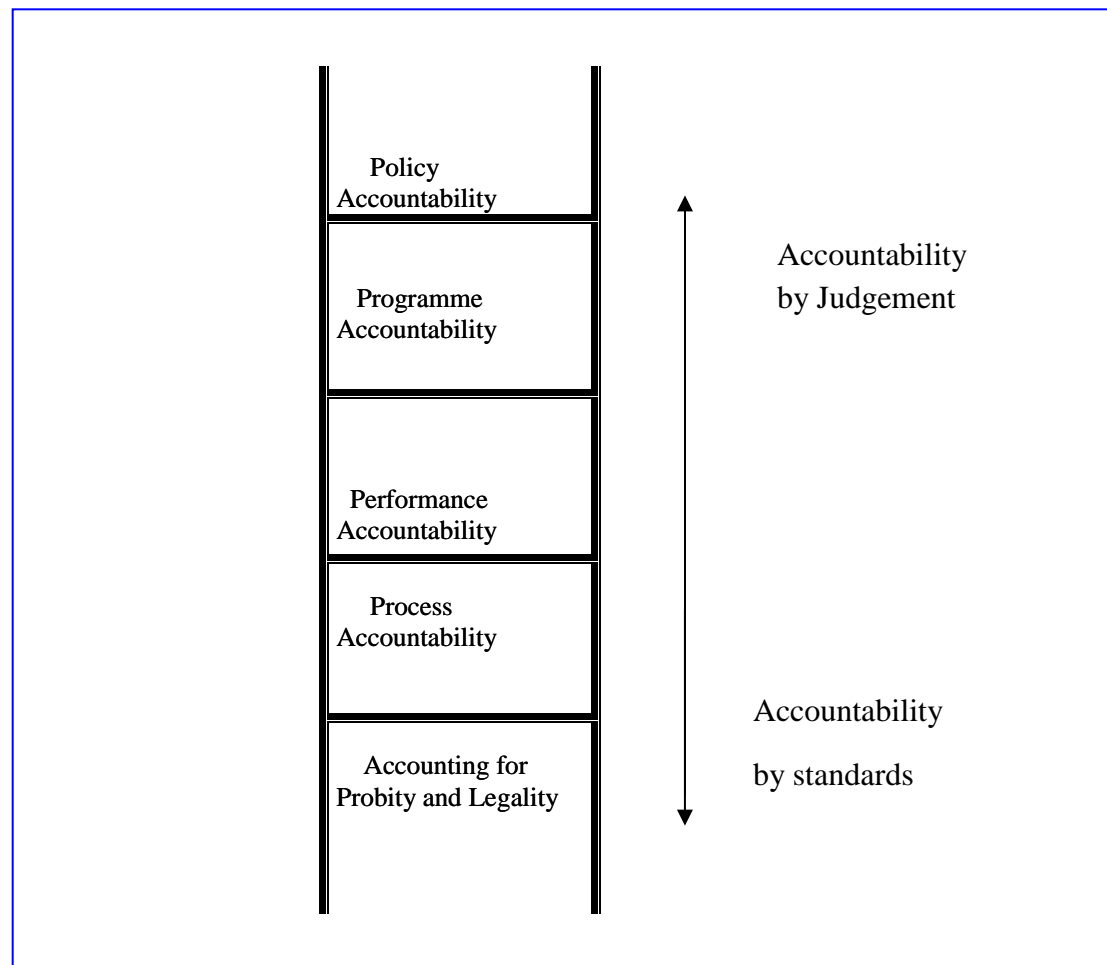 Policy
Accountability
Accountability
by Judgement
Programme
Accountability
Performance
Accountability
Process
Accountability
Accountability
by standards
Accounting for
Probity and Legality